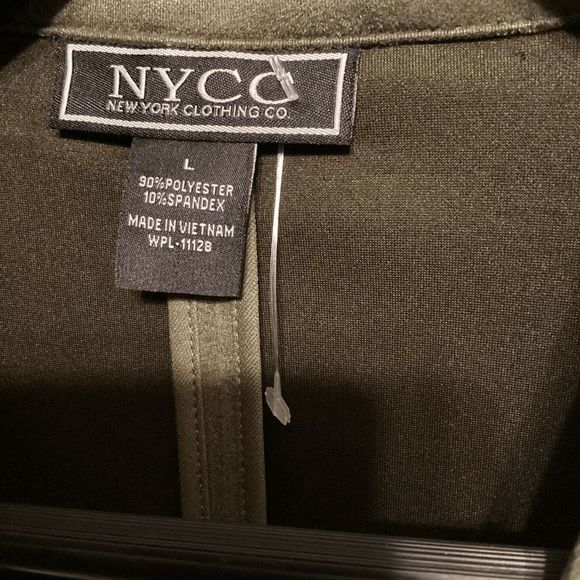 NYCC
NEW YORK CLOTHING CO.
L
90%POLYESTER
10%SPANDEX
MADE IN VIETNAM
WPL-11128